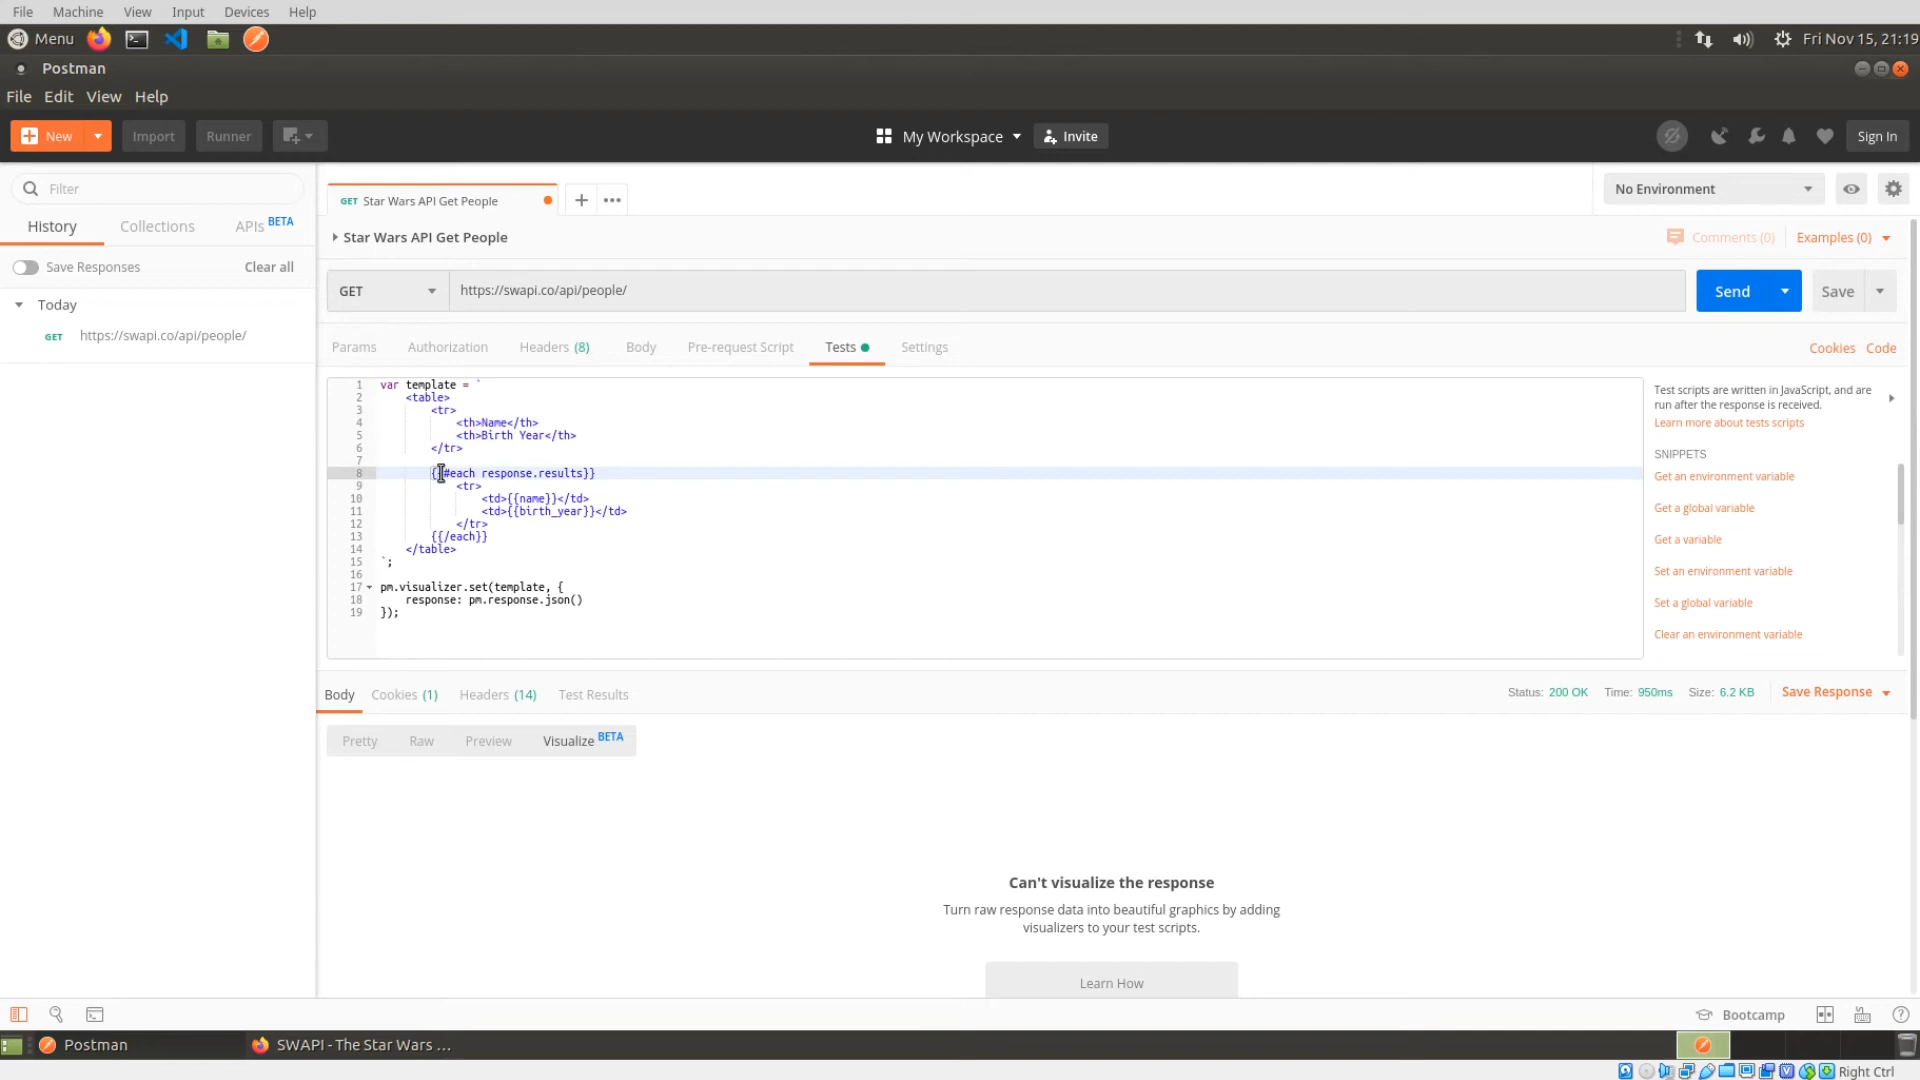 File Machine View Input Devices Help
Menu
Fri Nov 15, 21:19
Postman
File Edit View Help
New
Import
Runner
My Workspace
Invite
Sign In
Filter
GET Star Wars API Get People
No Environment
History
Collections
APIs BETA
Star Wars API Get People
Comments (0)
Examples (0)
Save Responses
Clear all
GET
https://swapi.co/api/people/
Send
Save
Today
GET https://swapi.co/api/people/
Params
Authorization
Headers (8)
Body
Pre-request Script
Tests
Settings
Cookies
Code
1 var template = `
2 <table>
3 <tr>
4 <th>Name</th>
5 <th>Birth Year</th>
6 </tr>
7
8 {{#each response.results}}
9 <tr>
10 <td>{{name}}</td>
11 <td>{{birth_year}}</td>
12 </tr>
13 {{/each}}
14 </table>
15 `;
16
17 pm.visualizer.set(template, {
18 response: pm.response.json()
19 });
Test scripts are written in JavaScript, and are
run after the response is received.
Learn more about tests scripts
SNIPPETS
Get an environment variable
Get a global variable
Get a variable
Set an environment variable
Set a global variable
Clear an environment variable
Body
Cookies (1)
Headers (14)
Test Results
Status: 200 OK
Time: 950ms
Size: 6.2 KB
Save Response
Pretty
Raw
Preview
Visualize BETA
Can't visualize the response
Turn raw response data into beautiful graphics by adding
visualizers to your test scripts.
Learn How
Bootcamp
Postman
SWAPI - The Star Wars ...
Right Ctrl